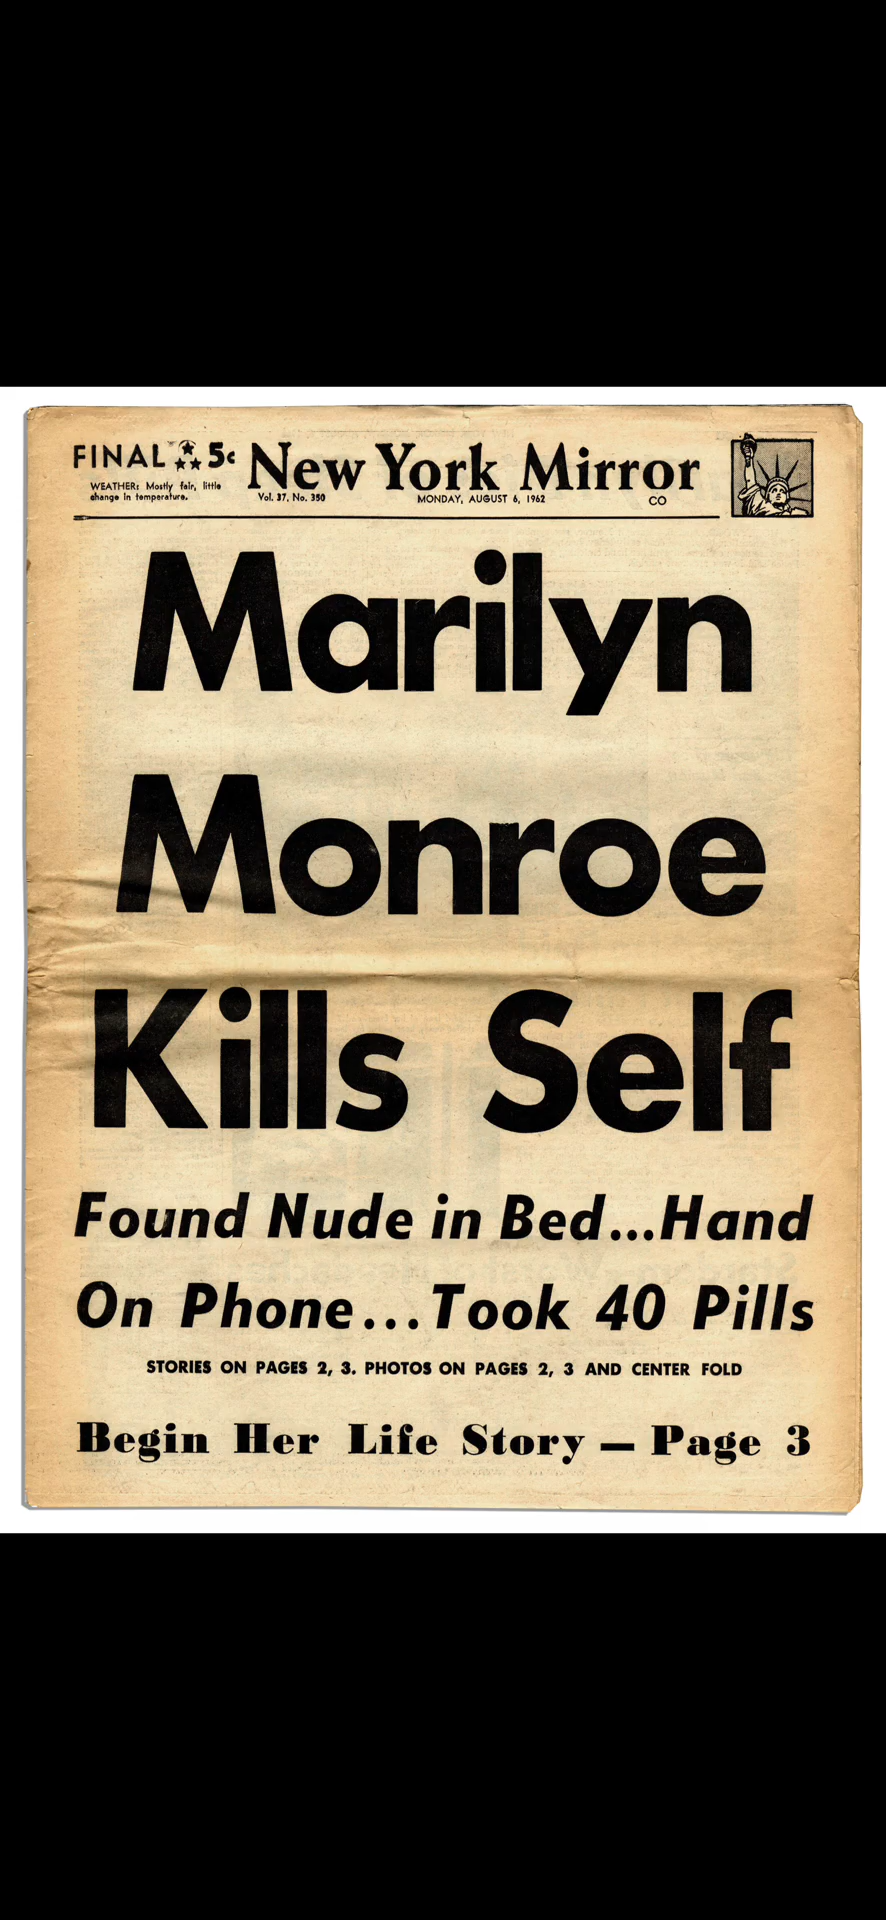 FINAL 5¢
WEATHER: Mostly fair, little
change in temperature.
New York Mirror
Vol. 37, No. 350
MONDAY, AUGUST 6, 1962
CO
Marilyn
Monroe
Kills Self
Found Nude in Bed...Hand
On Phone...Took 40 Pills
STORIES ON PAGES 2, 3. PHOTOS ON PAGES 2, 3 AND CENTER FOLD
Begin Her Life Story — Page 3